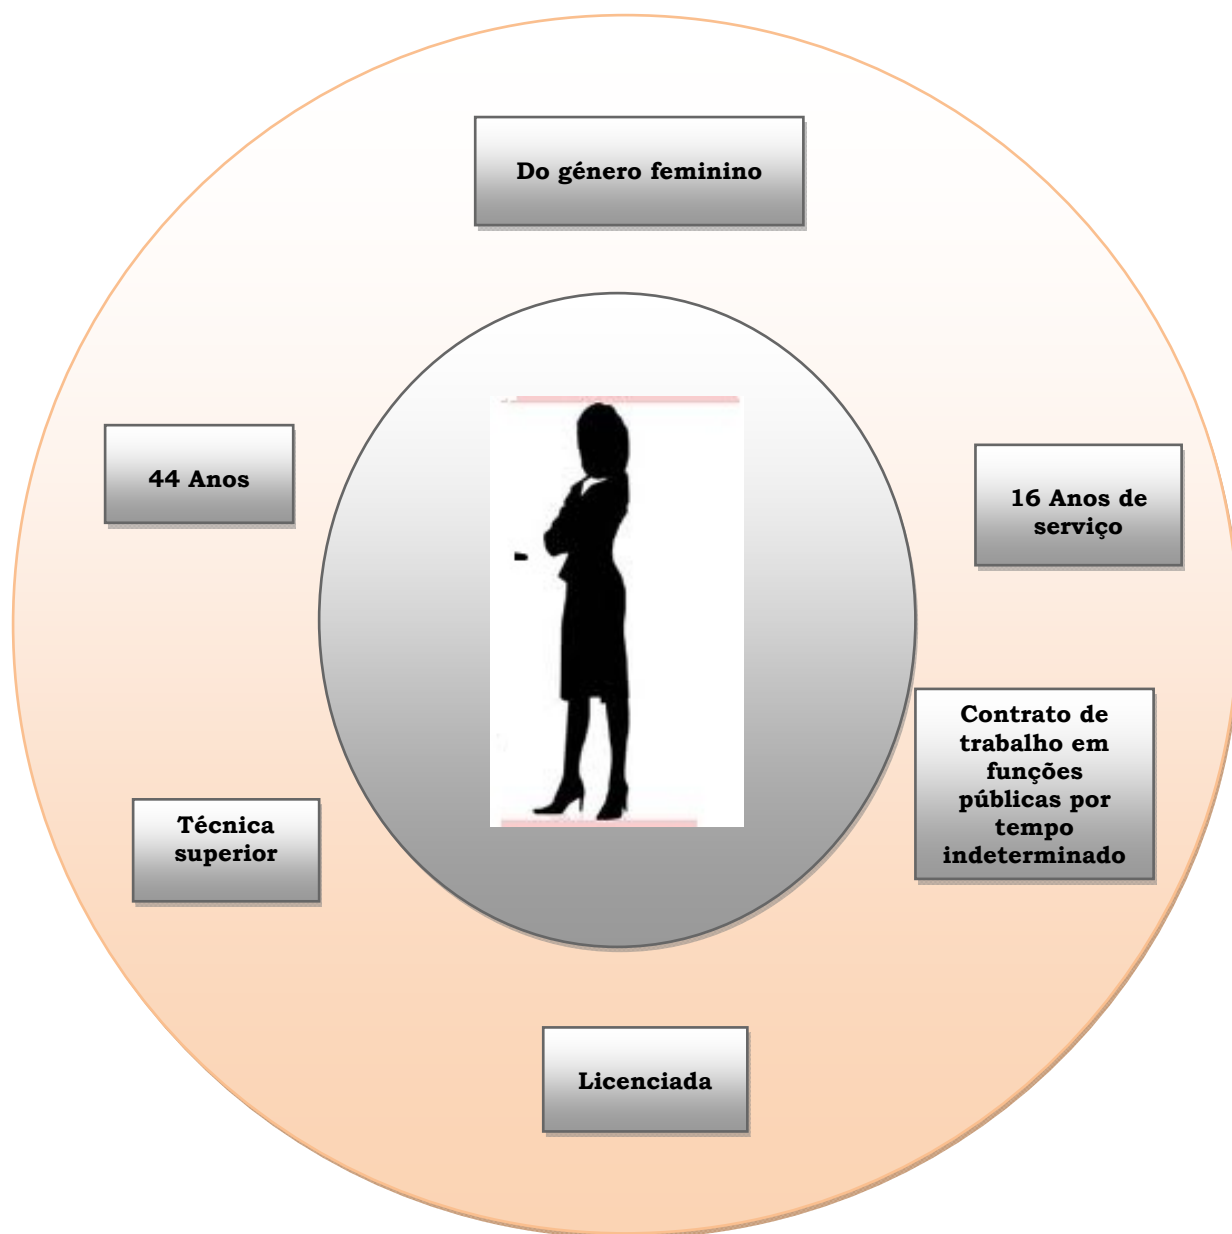 Do género feminino
44 Anos
16 Anos de
serviço
Contrato de
trabalho em
funções
públicas por
tempo
indeterminado
Técnica
superior
Licenciada